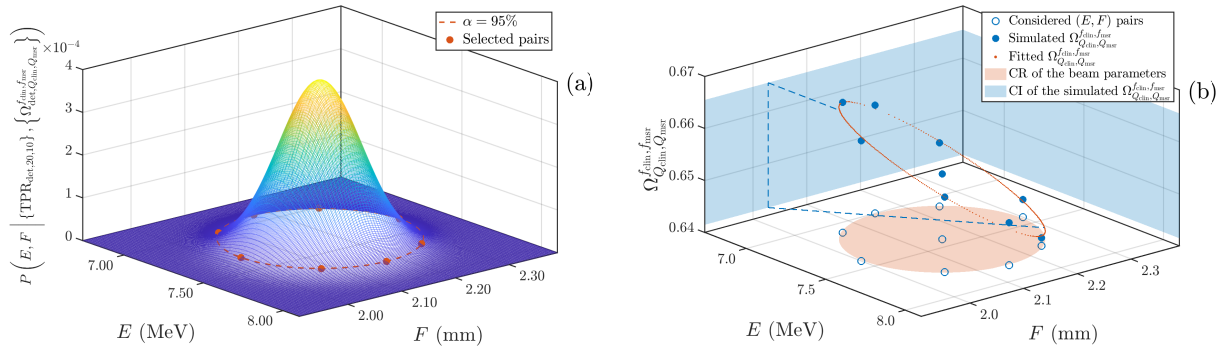 ×10⁻⁴
4
3
2
1
0
P ( E, F | {TPR_{det,20,10}}, {Ω^{f_clin,f_msr}_{det,Q_clin,Q_msr}} )
7.00
7.50
8.00
E (MeV)
2.00
2.10
2.20
2.30
F (mm)
α = 95%
Selected pairs
(a)
0.67
0.66
0.65
0.64
Ω^{f_clin,f_msr}_{Q_clin,Q_msr}
7.0
7.5
8.0
E (MeV)
2.0
2.1
2.2
2.3
F (mm)
Considered (E, F) pairs
Simulated Ω^{f_clin,f_msr}_{Q_clin,Q_msr}
Fitted Ω^{f_clin,f_msr}_{Q_clin,Q_msr}
CR of the beam parameters
CI of the simulated Ω^{f_clin,f_msr}_{Q_clin,Q_msr}
(b)